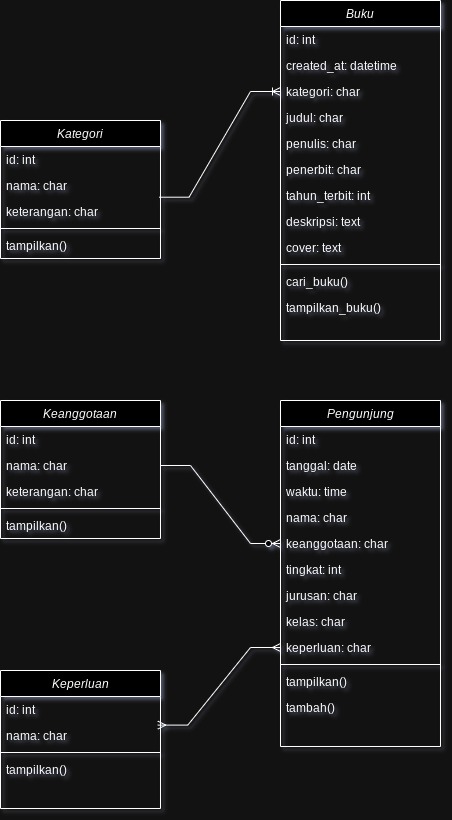 Buku
id: int
created_at: datetime
kategori: char
judul: char
penulis: char
penerbit: char
tahun_terbit: int
deskripsi: text
cover: text
cari_buku()
tampilkan_buku()
Kategori
id: int
nama: char
keterangan: char
tampilkan()
Keanggotaan
id: int
nama: char
keterangan: char
tampilkan()
Pengunjung
id: int
tanggal: date
waktu: time
nama: char
keanggotaan: char
tingkat: int
jurusan: char
kelas: char
keperluan: char
tampilkan()
tambah()
Keperluan
id: int
nama: char
tampilkan()